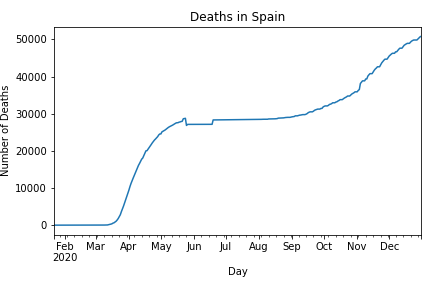 Deaths in Spain
Number of Deaths
50000
40000
30000
20000
10000
0
Feb Mar Apr May Jun Jul Aug Sep Oct Nov Dec
2020
Day